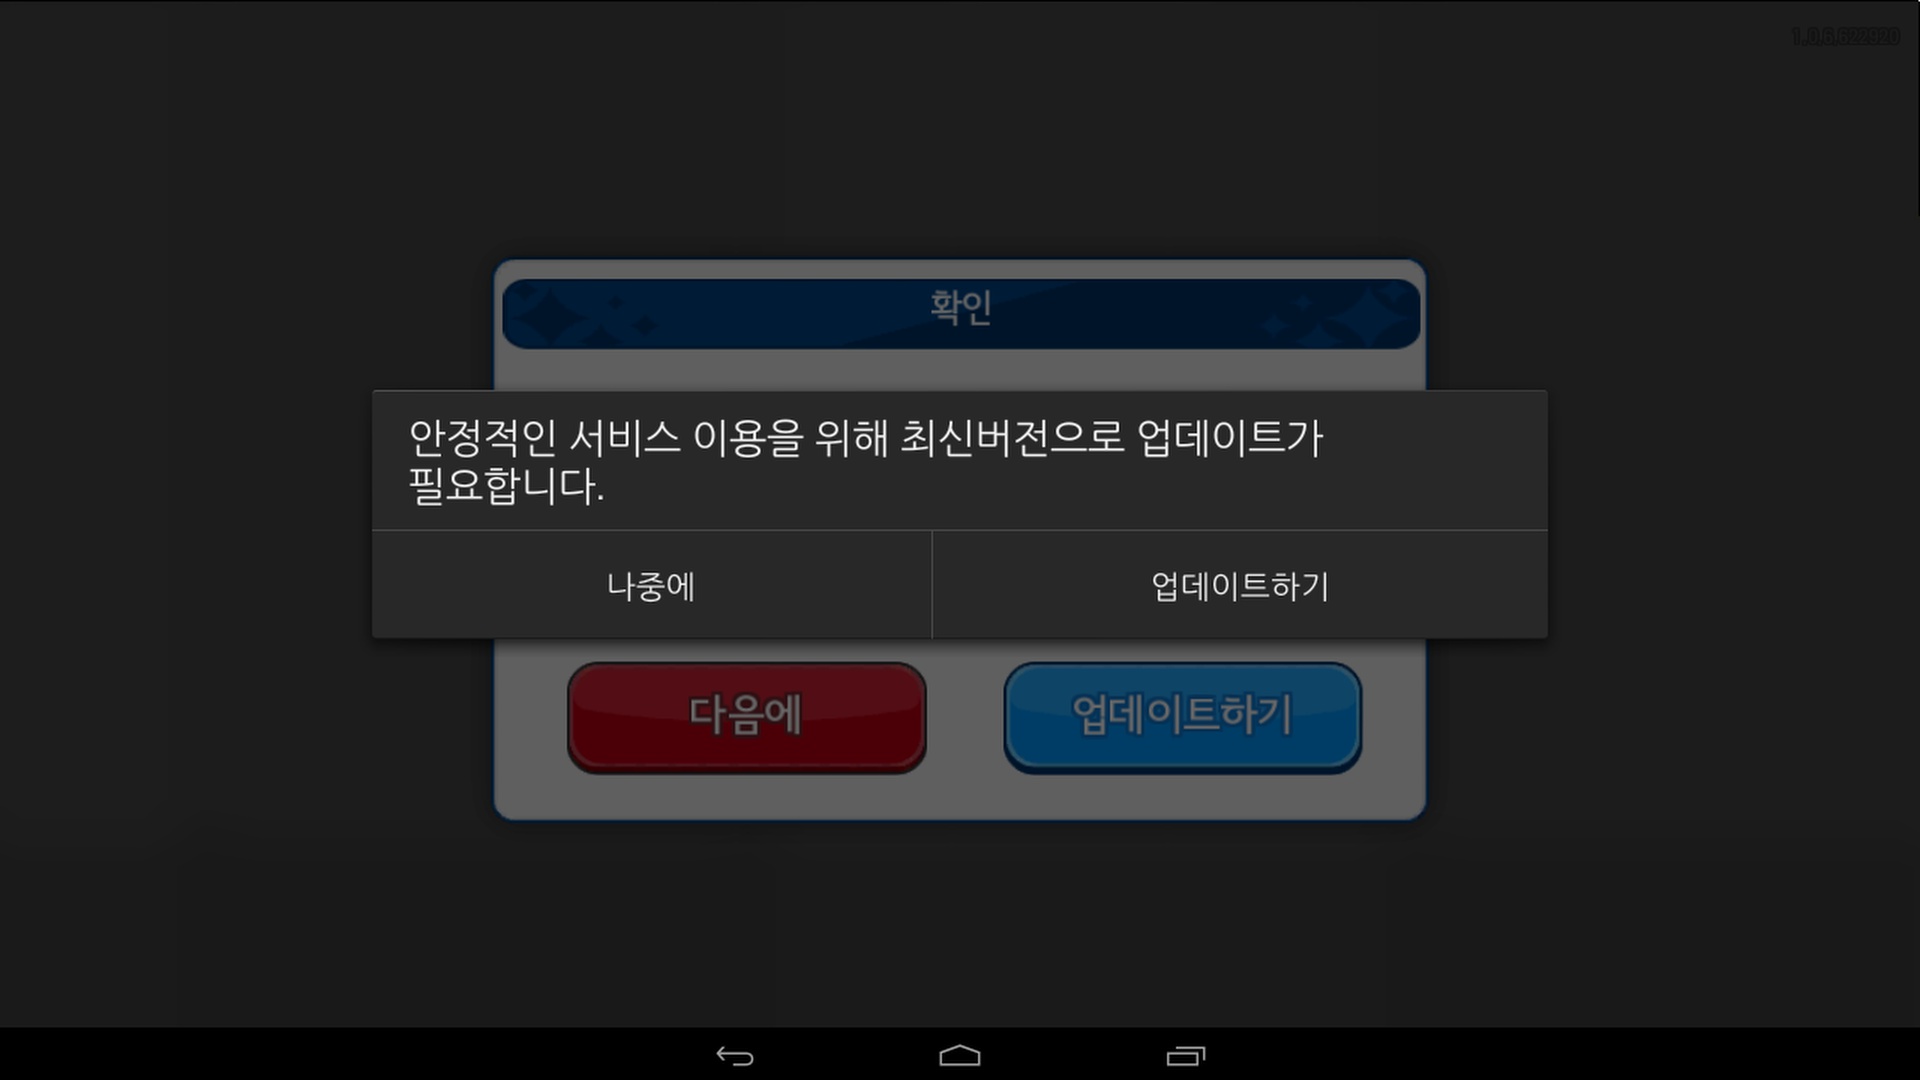 1.0.6.622920
확인
안정적인 서비스 이용을 위해 최신버전으로 업데이트가
필요합니다.
나중에
업데이트하기
다음에
업데이트하기